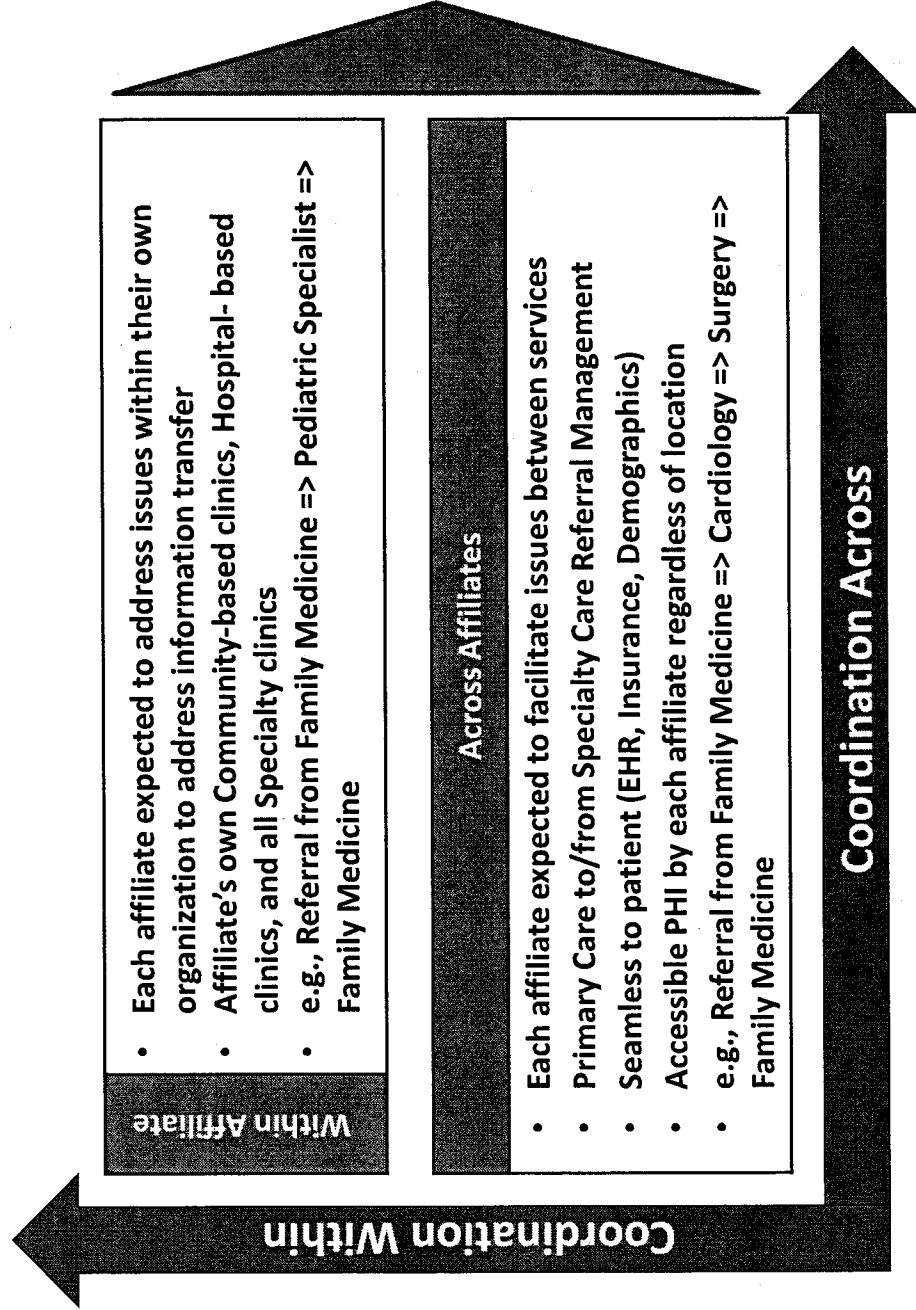 Coordination Within
Within Affiliate
• Each affiliate expected to address issues within their own
organization to address information transfer
• Affiliate's own Community-based clinics, Hospital- based
clinics, and all Specialty clinics
• e.g., Referral from Family Medicine => Pediatric Specialist =>
Family Medicine
Across Affiliates
• Each affiliate expected to facilitate issues between services
• Primary Care to/from Specialty Care Referral Management
• Seamless to patient (EHR, Insurance, Demographics)
• Accessible PHI by each affiliate regardless of location
• e.g., Referral from Family Medicine => Cardiology => Surgery =>
Family Medicine
Coordination Across